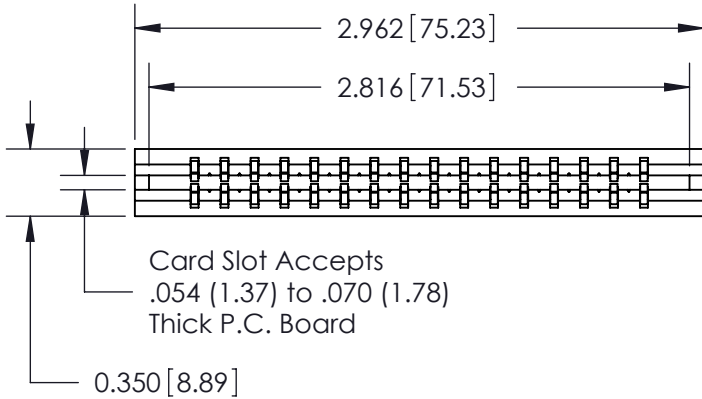 2.962 [75.23]
2.816 [71.53]
Card Slot Accepts
.054 (1.37) to .070 (1.78)
Thick P.C. Board
0.350 [8.89]